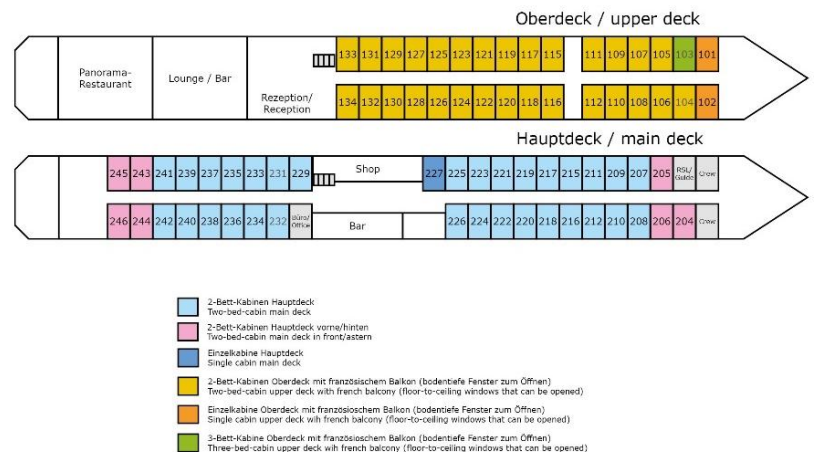 Oberdeck / upper deck
133 131 129 127 125 123 121 119 117 115 111 109 107 105 103 101
Panorama-
Restaurant
Lounge / Bar
Rezeption/
Reception
134 132 130 128 126 124 122 120 118 116 112 110 108 106 104 102
Hauptdeck / main deck
245 243 241 239 237 235 233 231 229 Shop 227 225 223 221 219 217 215 211 209 207 205 RSL/ Crew
Guide
246 244 242 240 238 236 234 232 Büro/ Bar 226 224 222 220 218 216 212 210 208 206 204 Crew
Office
2-Bett-Kabinen Hauptdeck
Two-bed-cabin main deck
2-Bett-Kabinen Hauptdeck vorne/hinten
Two-bed-cabin main deck in front/astern
Einzelkabine Hauptdeck
Single cabin main deck
2-Bett-Kabinen Oberdeck mit französischem Balkon (bodentiefe Fenster zum Öffnen)
Two-bed-cabin upper deck with french balcony (floor-to-ceiling windows that can be opened)
Einzelkabine Oberdeck mit französioschem Balkon (bodentiefe Fenster zum Öffnen)
Single cabin upper deck wih french balcony (floor-to-ceiling windows that can be opened)
3-Bett-Kabine Oberdeck mit französioschem Balkon (bodentiefe Fenster zum Öffnen)
Three-bed-cabin upper deck wih french balcony (floor-to-ceiling windows that can be opened)